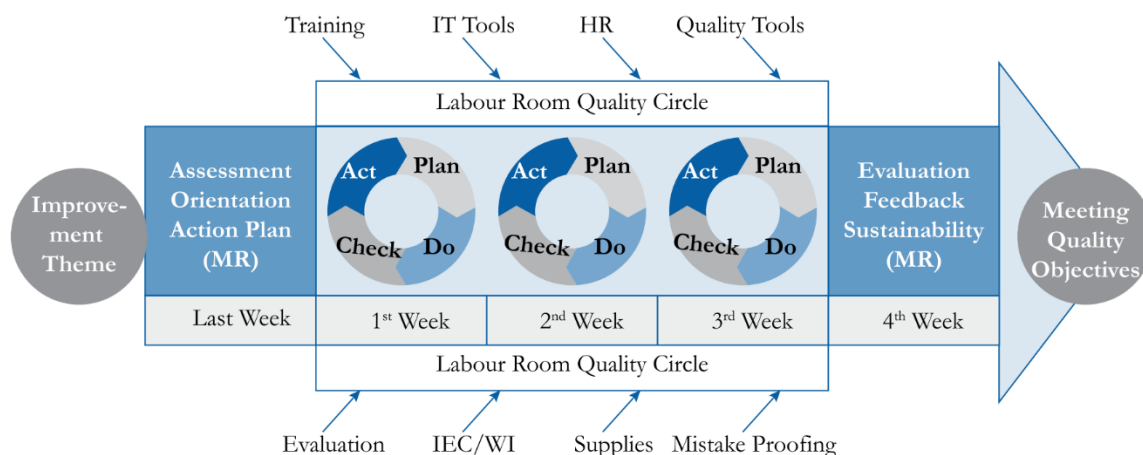 Training IT Tools HR Quality Tools
Labour Room Quality Circle
Improve-
ment
Theme
Assessment
Orientation
Action Plan
(MR)
Act Plan
Check Do
Act Plan
Check Do
Act Plan
Check Do
Evaluation
Feedback
Sustainability
(MR)
Meeting
Quality
Objectives
Last Week 1st Week 2nd Week 3rd Week 4th Week
Labour Room Quality Circle
Evaluation IEC/WI Supplies Mistake Proofing